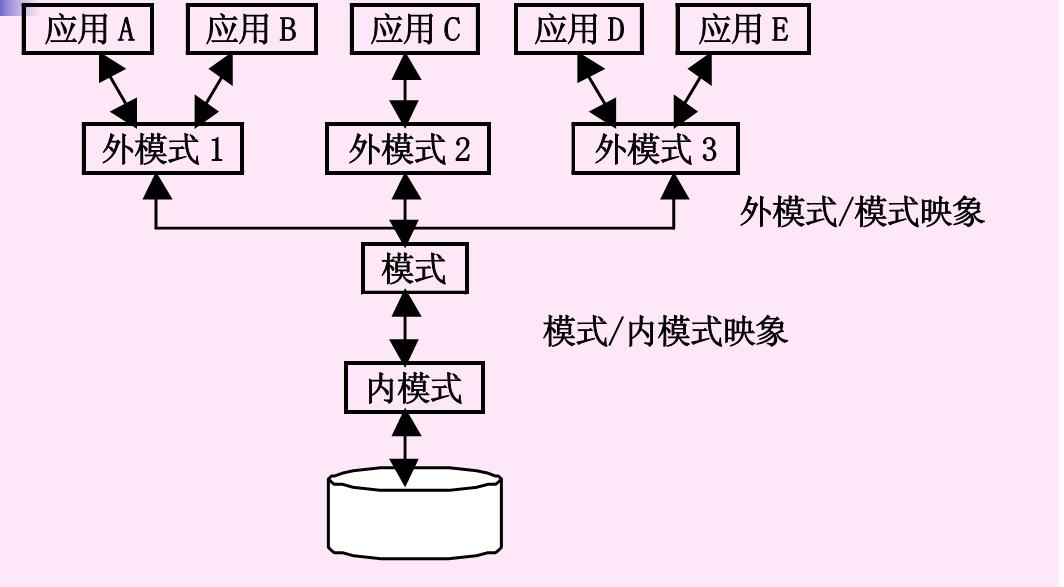 应用 A
应用 B
应用 C
应用 D
应用 E
外模式 1
外模式 2
外模式 3
外模式/模式映象
模式
模式/内模式映象
内模式